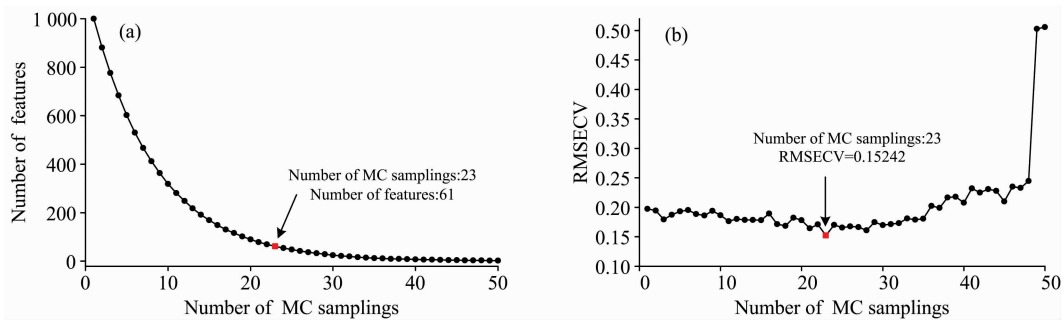 (a)
Number of features
1 000
800
600
400
200
0
Number of MC samplings:23
Number of features:61
0 10 20 30 40 50
Number of MC samplings
(b)
RMSECV
0.50
0.45
0.40
0.35
0.30
0.25
0.20
0.15
0.10
Number of MC samplings:23
RMSECV=0.15242
0 10 20 30 40 50
Number of MC samplings